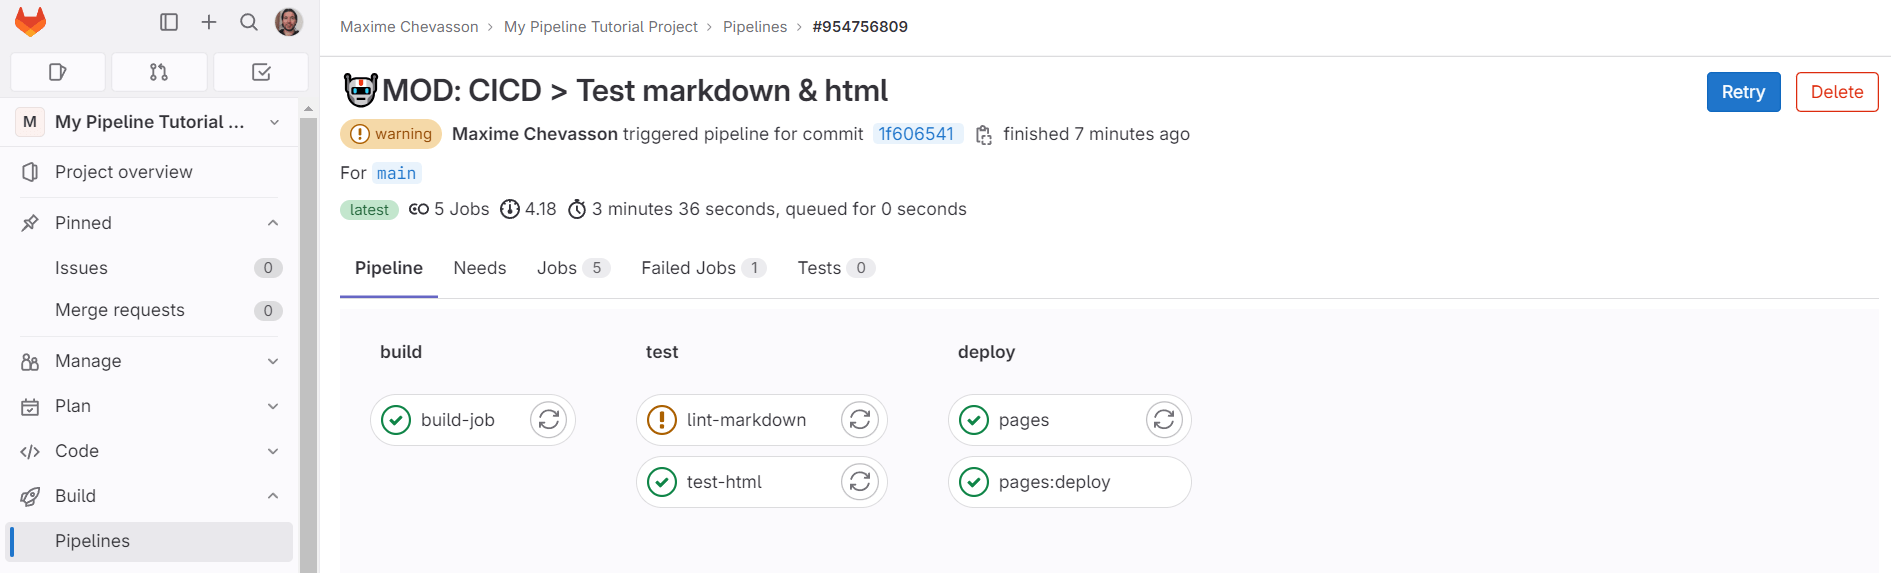 Maxime Chevasson › My Pipeline Tutorial Project › Pipelines › #954756809
M My Pipeline Tutorial ...
Project overview
Pinned
Issues 0
Merge requests 0
Manage
Plan
Code
Build
Pipelines
MOD: CICD > Test markdown & html
Retry Delete
warning Maxime Chevasson triggered pipeline for commit 1f606541 finished 7 minutes ago
For main
latest 5 Jobs 4.18 3 minutes 36 seconds, queued for 0 seconds
Pipeline Needs Jobs 5 Failed Jobs 1 Tests 0
build test deploy
build-job lint-markdown pages
test-html pages:deploy